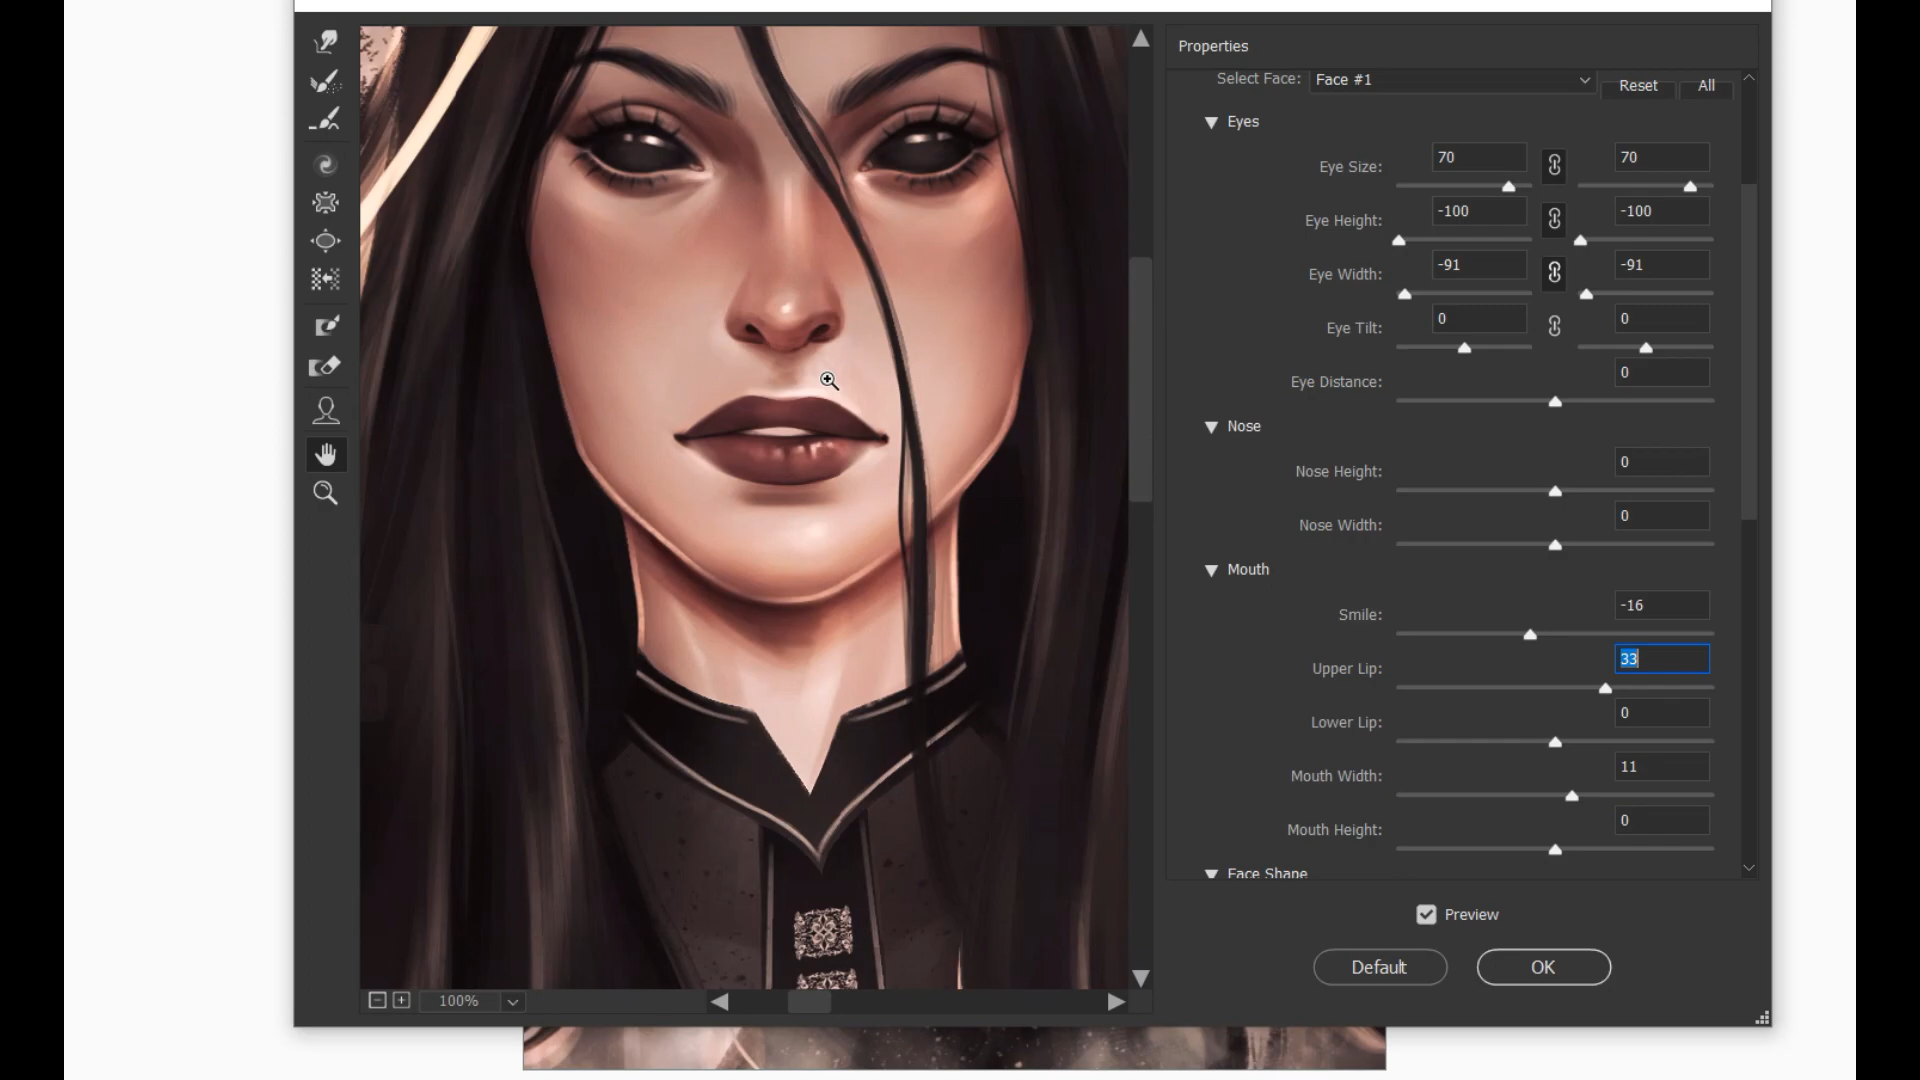 Properties
Select Face: Face #1 Reset All
Eyes
Eye Size: 70 70
Eye Height: -100 -100
Eye Width: -91 -91
Eye Tilt: 0 0
Eye Distance: 0
Nose
Nose Height: 0
Nose Width: 0
Mouth
Smile: -16
Upper Lip: 33
Lower Lip: 0
Mouth Width: 11
Mouth Height: 0
Face Shape
Preview
Default OK
100%